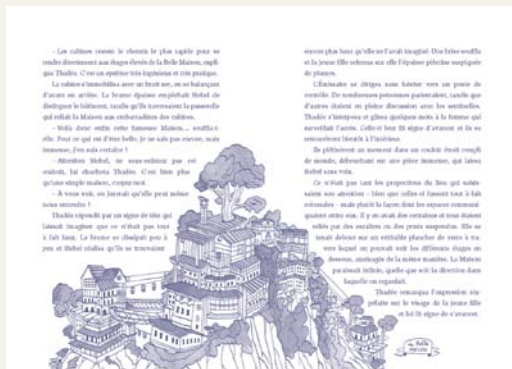 – Les cabines restent le chemin le plus rapide pour se
rendre directement aux étages élevés de la Belle Maison, expli
qua Thadée. C'est un système très ingénieux et très pratique.
La cabine s'immobilisa avec un bruit sec, en se balançant
d'avant en arrière. La brume épaisse empêchait Hebel de
distinguer le bâtiment, tandis qu'ils traversaient la passerelle
qui reliait la Maison aux embarcadères des cabines.
– Voilà donc enfin cette fameuse Maison… souffla-t-
elle. Pour ce qui est d'être belle, je ne sais pas encore, mais
immense, j'en suis certaine !
– Attention Hebel, ne sous-estimez pas cet
endroit, lui chuchota Thadée. C'est bien plus
qu'une simple maison, croyez-moi.
– À vous voir, on jurerait qu'elle peut même
nous entendre !
Thadée répondit par un signe de tête qui
laissait imaginer que ce n'était pas tout
à fait faux. La brume se dissipait peu à
peu et Hebel réalisa qu'ils se trouvaient
encore plus haut qu'elle ne l'avait imaginé. Une brise souffla
et la jeune fille referma sur elle l'épaisse pèlerine surpiquée
de plumes.
L'Émissaire se dirigea sans hésiter vers un poste de
contrôle. De nombreuses personnes patientaient, tandis que
d'autres étaient en pleine discussion avec les sentinelles.
Thadée s'interposa et glissa quelques mots à la femme qui
surveillait l'accès. Celle-ci leur fit signe d'avancer et ils se
retrouvèrent bientôt à l'intérieur.
Ils piétinèrent un moment dans un couloir étroit rempli
de monde, débouchant sur une pièce immense, qui laissa
Hebel sans voix.
Ce n'était pas tant les proportions du lieu qui saisis-
saient son attention – bien que celles-ci fussent tout à fait
colossales – mais plutôt la façon dont les espaces communi-
quaient entre eux. Il y en avait des centaines et tous étaient
reliés par des escaliers ou des ponts suspendus. Elle se
tenait debout sur un véritable plancher de verre à tra-
vers lequel on pouvait voir les différents étages en
dessous, aménagés de la même manière. La Maison
paraissait infinie, quelle que soit la direction dans
laquelle on regardait.
Thadée remarqua l'expression stu-
péfaite sur le visage de la jeune fille
et lui fit signe de s'avancer.
la Belle